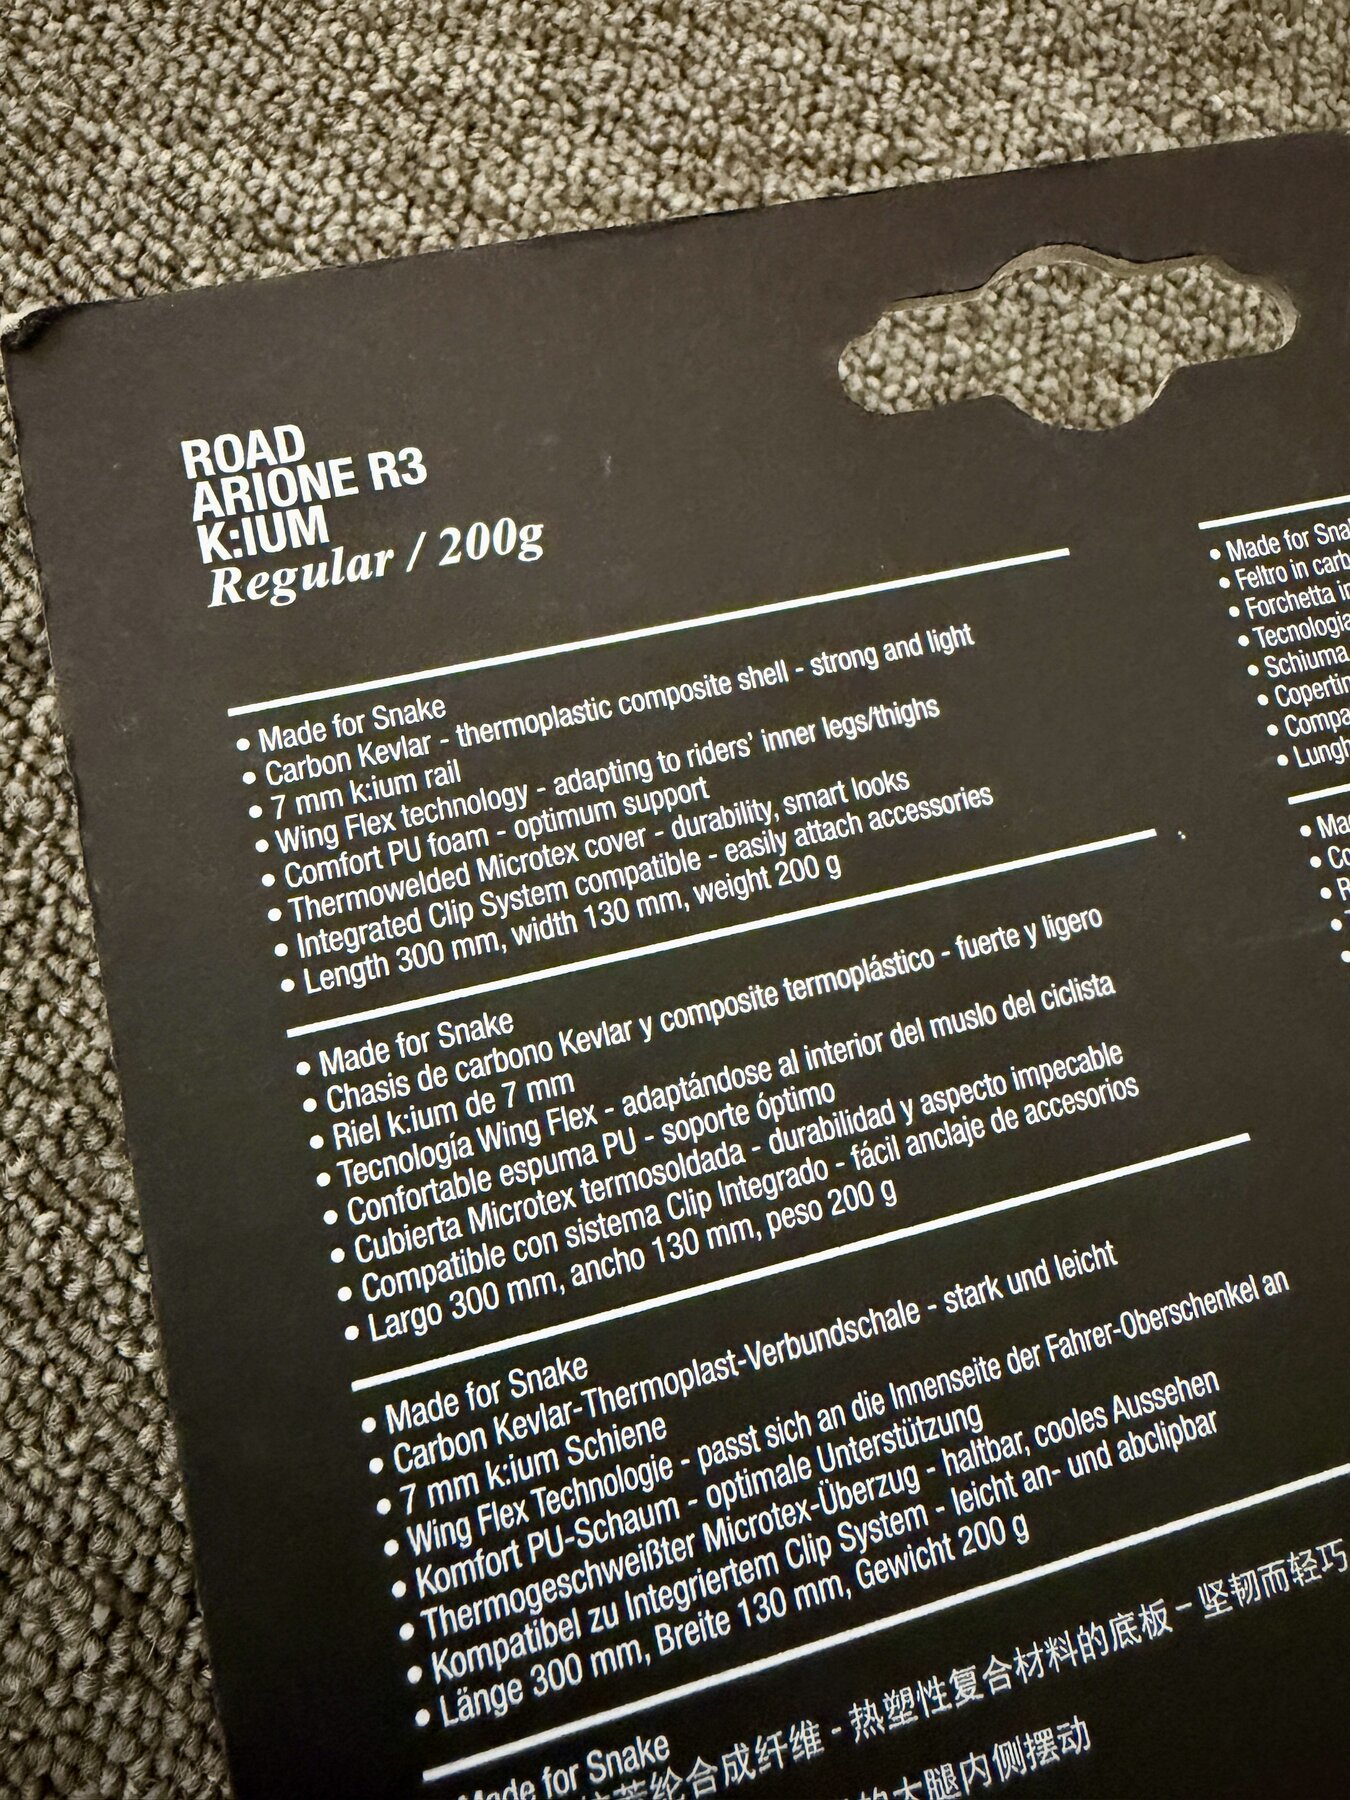 ROAD
ARIONE R3
K:IUM
Regular / 200g
• Made for Snake
• Carbon Kevlar - thermoplastic composite shell - strong and light
• 7 mm k:ium rail
• Wing Flex technology - adapting to riders' inner legs/thighs
• Comfort PU foam - optimum support
• Thermowelded Microtex cover - durability, smart looks
• Integrated Clip System compatible - easily attach accessories
• Length 300 mm, width 130 mm, weight 200 g
• Made for Snake
• Chasis de carbono Kevlar y composite termoplástico - fuerte y ligero
• Riel k:ium de 7 mm
• Tecnología Wing Flex - adaptándose al interior del muslo del ciclista
• Confortable espuma PU - soporte óptimo
• Cubierta Microtex termosoldada - durabilidad y aspecto impecable
• Compatible con sistema Clip Integrado - fácil anclaje de accesorios
• Largo 300 mm, ancho 130 mm, peso 200 g
• Made for Snake
• Carbon Kevlar-Thermoplast-Verbundschale - stark und leicht
• 7 mm k:ium Schiene
• Wing Flex Technologie - passt sich an die Innenseite der Fahrer-Oberschenkel an
• Komfort PU-Schaum - optimale Unterstützung
• Thermogeschweißter Microtex-Überzug - haltbar, cooles Aussehen
• Kompatibel zu Integriertem Clip System - leicht an- und abclipbar
• Länge 300 mm, Breite 130 mm, Gewicht 200 g
Made for Snake
纶合成纤维 - 热塑性复合材料的底板 - 坚韧而轻巧
的大腿内侧摆动
• Made for
• Feltro in
• Forchetta
• Tecnologia
• Schiuma